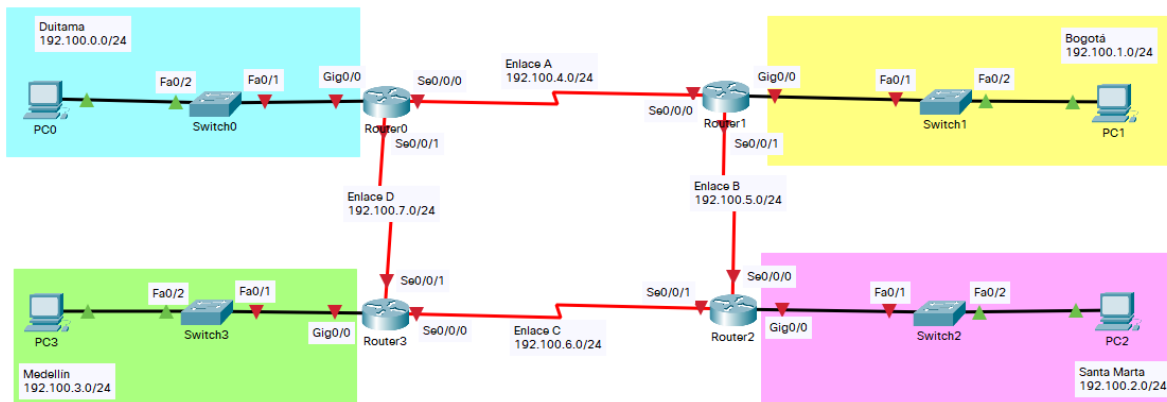 Duitama
192.100.0.0/24
PC0
Fa0/2
Switch0
Fa0/1
Gig0/0
Router0
Se0/0/0
Se0/0/1
Enlace A
192.100.4.0/24
Se0/0/0
Router1
Se0/0/1
Gig0/0
Fa0/1
Switch1
Fa0/2
PC1
Bogotá
192.100.1.0/24
Enlace D
192.100.7.0/24
Enlace B
192.100.5.0/24
PC3
Fa0/2
Switch3
Fa0/1
Gig0/0
Router3
Se0/0/1
Se0/0/0
Medellín
192.100.3.0/24
Enlace C
192.100.6.0/24
Se0/0/1
Se0/0/0
Router2
Gig0/0
Fa0/1
Switch2
Fa0/2
PC2
Santa Marta
192.100.2.0/24